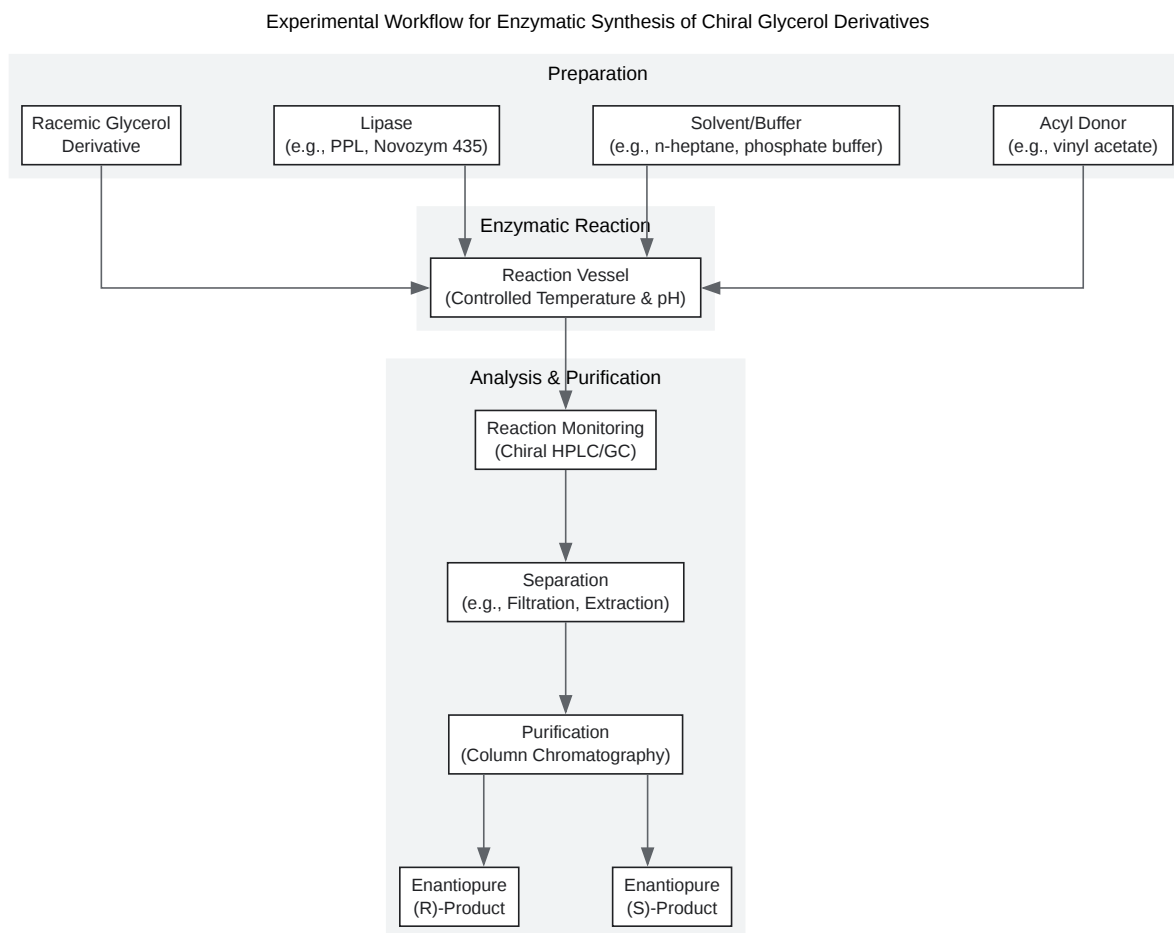 Experimental Workflow for Enzymatic Synthesis of Chiral Glycerol Derivatives
Preparation
Racemic Glycerol
Derivative
Lipase
(e.g., PPL, Novozym 435)
Solvent/Buffer
(e.g., n-heptane, phosphate buffer)
Acyl Donor
(e.g., vinyl acetate)
Enzymatic Reaction
Reaction Vessel
(Controlled Temperature & pH)
Analysis & Purification
Reaction Monitoring
(Chiral HPLC/GC)
Separation
(e.g., Filtration, Extraction)
Purification
(Column Chromatography)
Enantiopure
(R)-Product
Enantiopure
(S)-Product